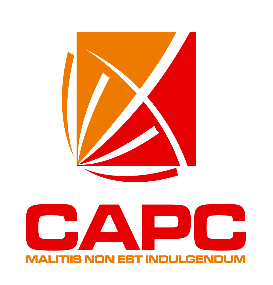 CAPC
MALITIIS NON EST INDULGENDUM